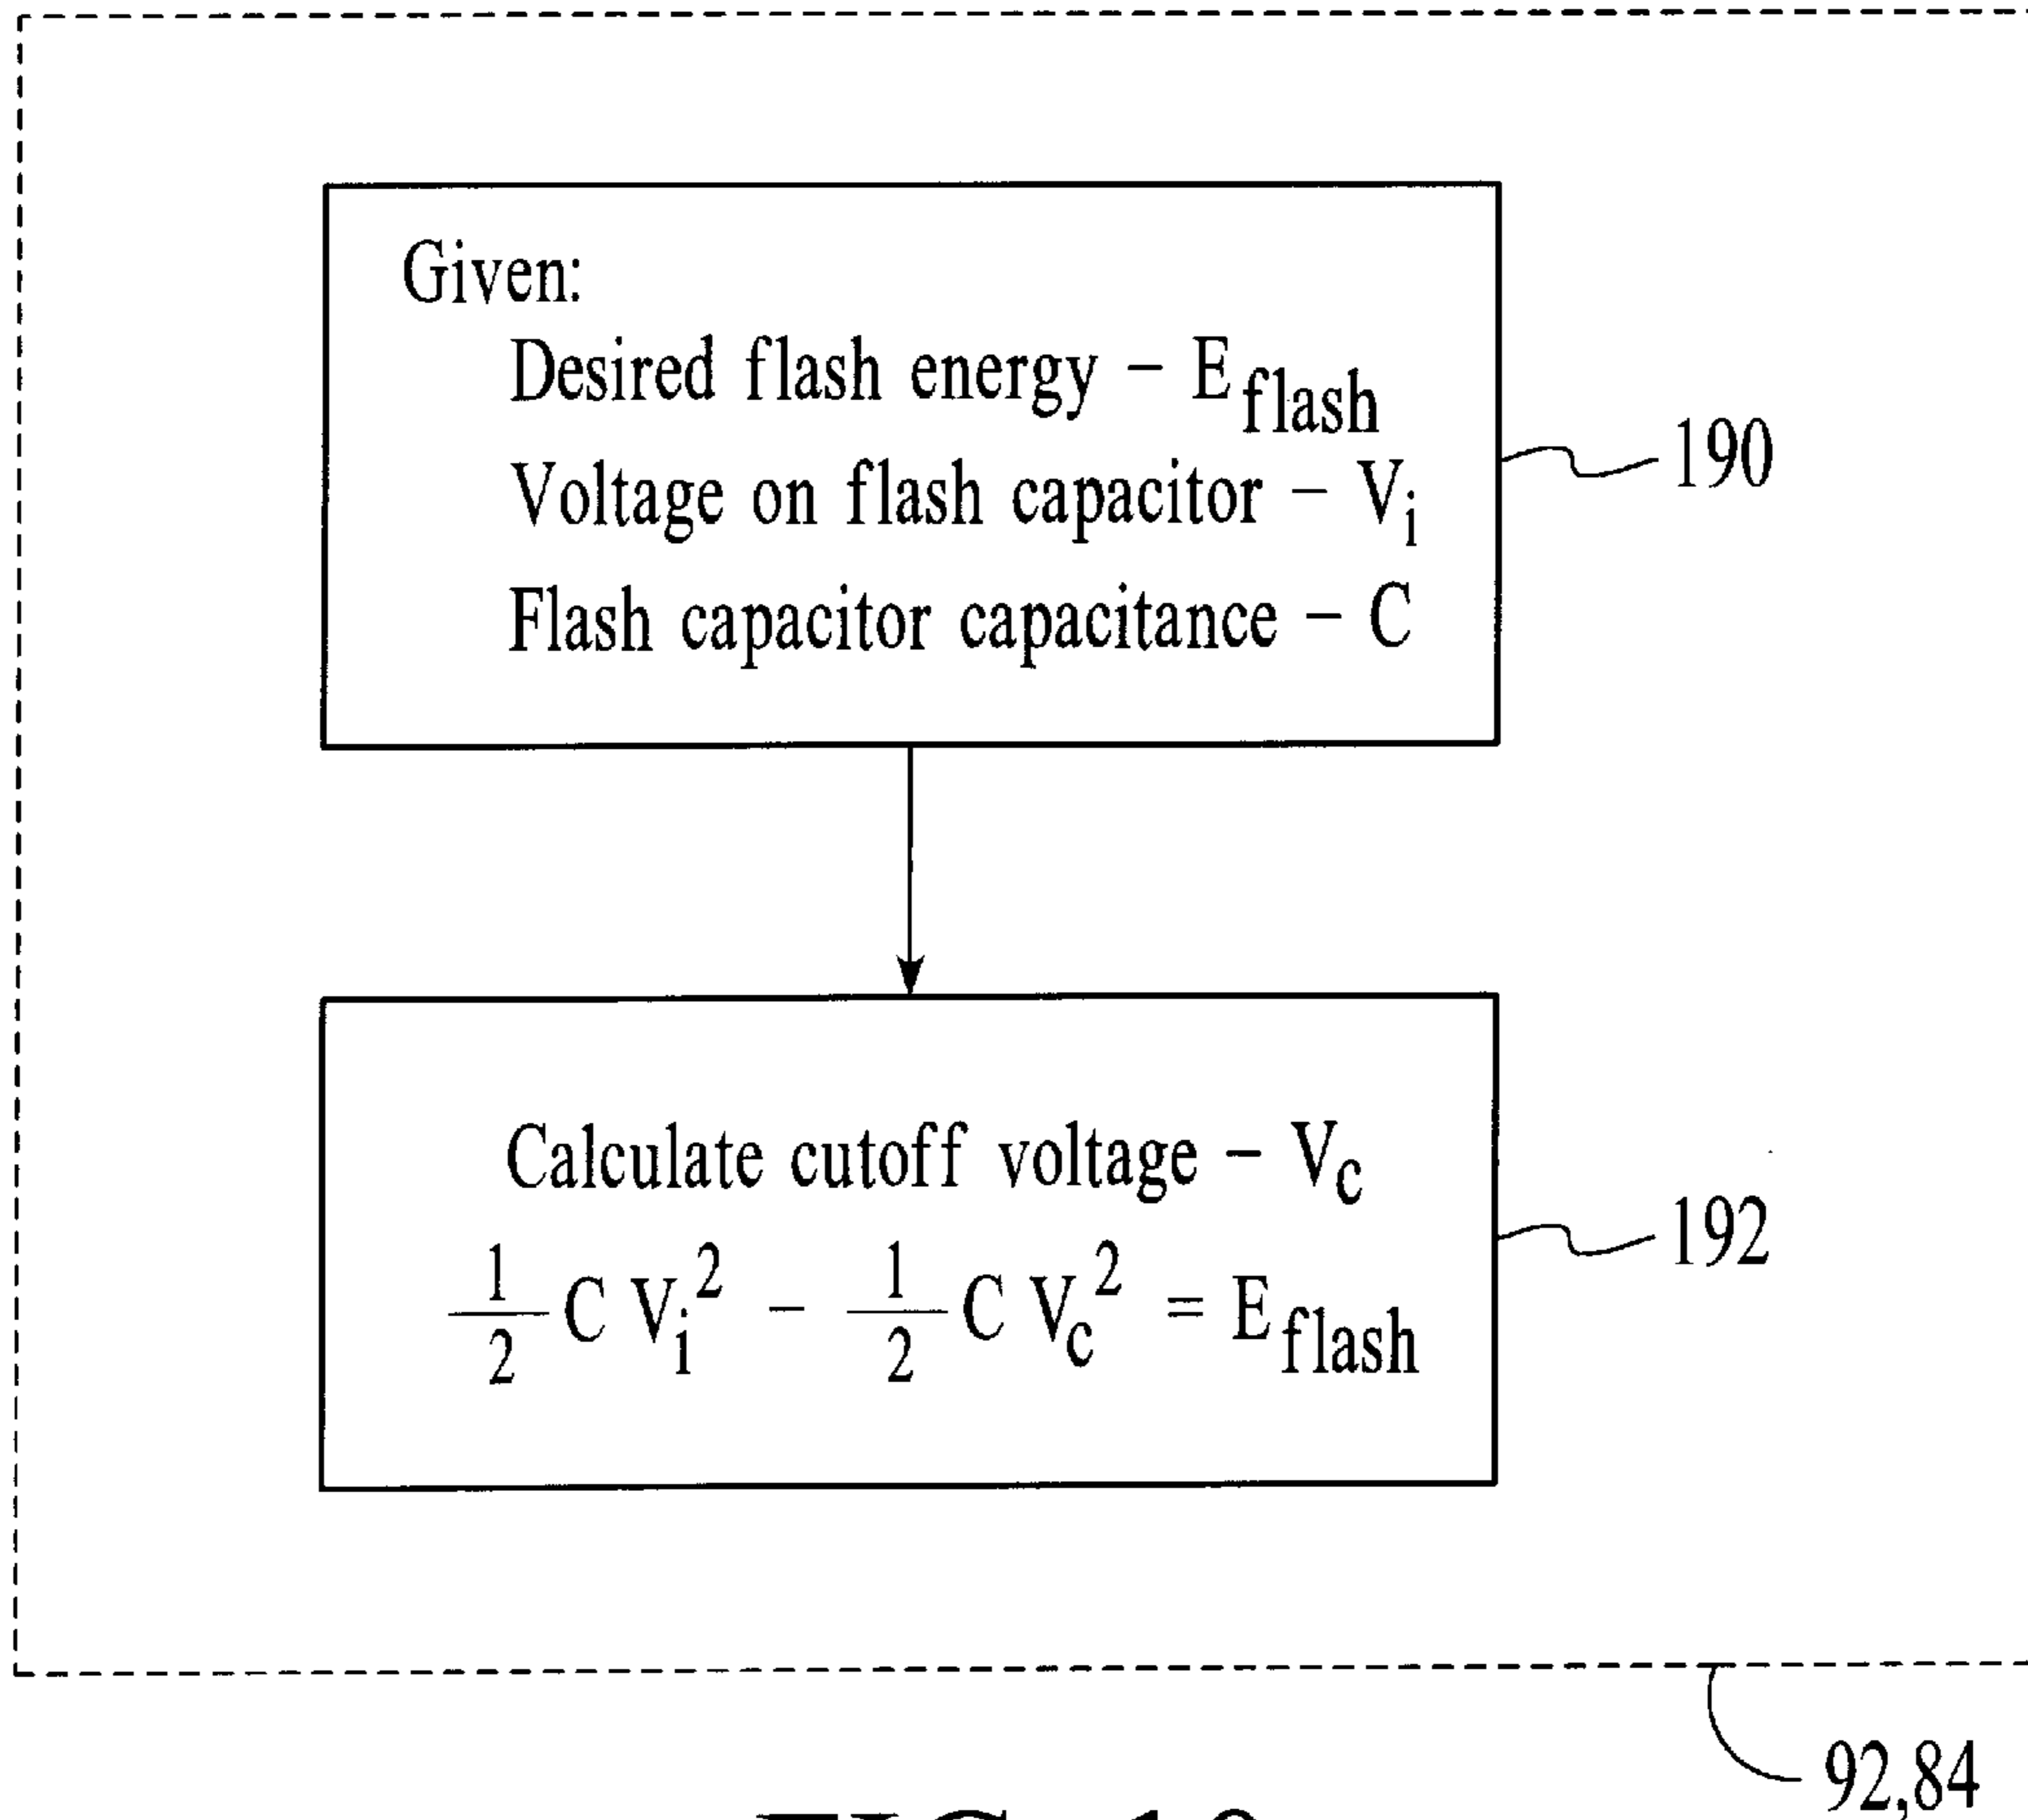 Given:
Desired flash energy – E_flash
Voltage on flash capacitor – V_i
Flash capacitor capacitance – C
190
Calculate cutoff voltage – V_c
1/2 C V_i^2 – 1/2 C V_c^2 = E_flash
192
92,84